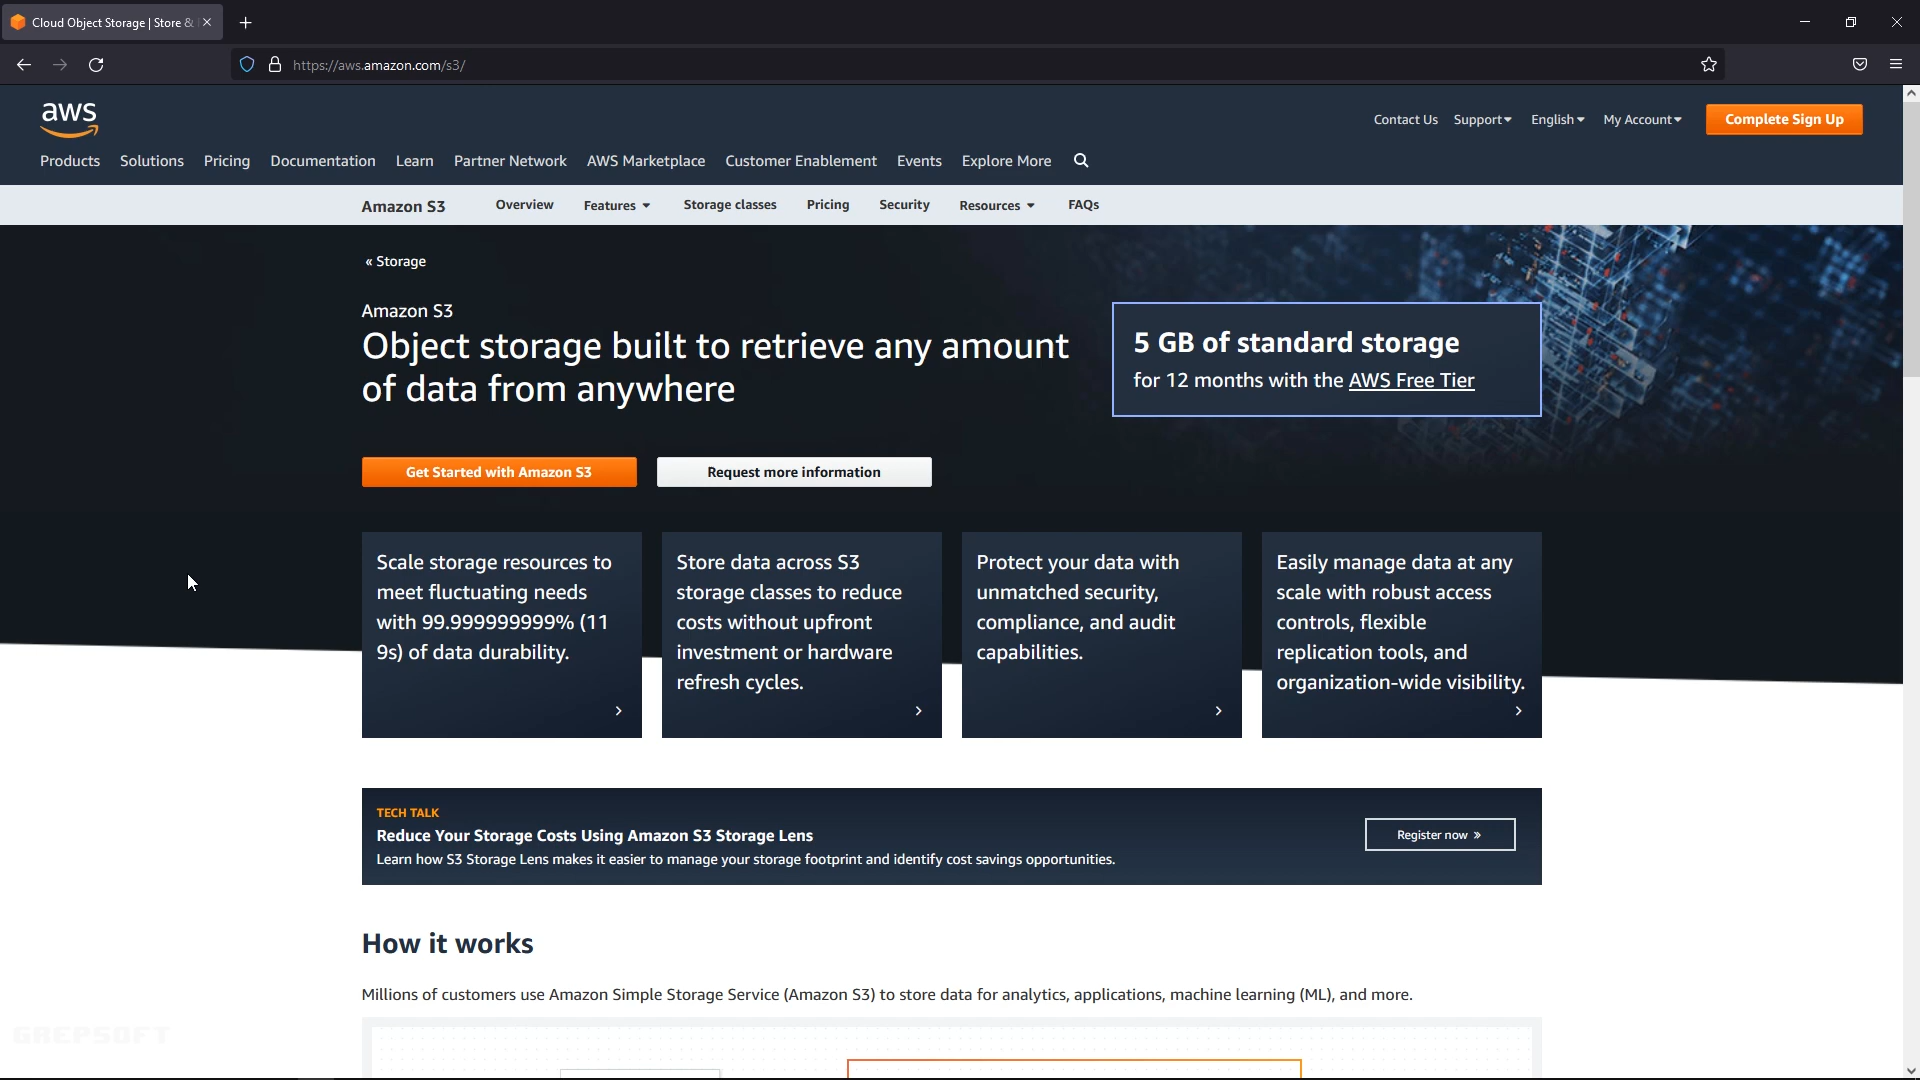 Cloud Object Storage | Store &
https://aws.amazon.com/s3/
aws
Contact Us Support English My Account Complete Sign Up
Products Solutions Pricing Documentation Learn Partner Network AWS Marketplace Customer Enablement Events Explore More
Amazon S3 Overview Features Storage classes Pricing Security Resources FAQs
« Storage
Amazon S3
Object storage built to retrieve any amount
of data from anywhere
5 GB of standard storage
for 12 months with the AWS Free Tier
Get Started with Amazon S3 Request more information
Scale storage resources to
meet fluctuating needs
with 99.999999999% (11
9s) of data durability.
Store data across S3
storage classes to reduce
costs without upfront
investment or hardware
refresh cycles.
Protect your data with
unmatched security,
compliance, and audit
capabilities.
Easily manage data at any
scale with robust access
controls, flexible
replication tools, and
organization-wide visibility.
TECH TALK
Reduce Your Storage Costs Using Amazon S3 Storage Lens
Learn how S3 Storage Lens makes it easier to manage your storage footprint and identify cost savings opportunities.
Register now »
How it works
Millions of customers use Amazon Simple Storage Service (Amazon S3) to store data for analytics, applications, machine learning (ML), and more.
GREPSOFT